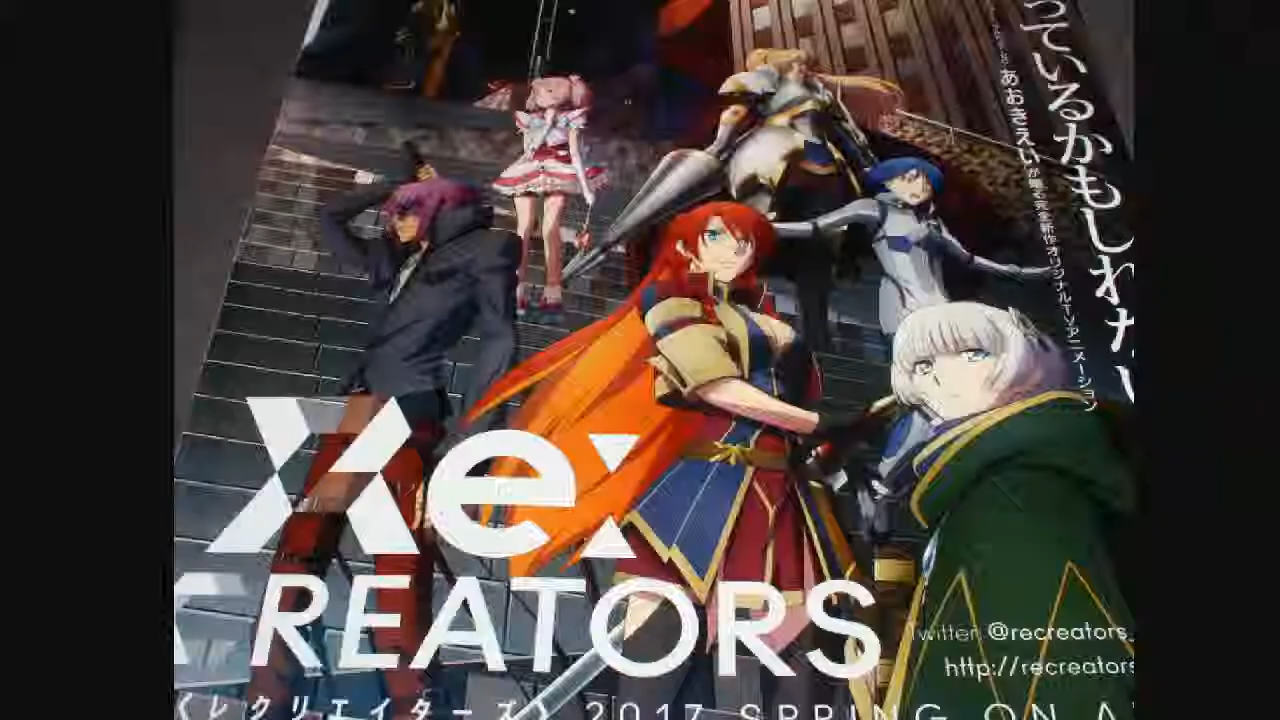 っているかもしれない
あおきえいが贈る完全新作オリジナルTVアニメーション
Re:
CREATORS
Twitter @recreators_
http://recreators
《レクリエイターズ》 2017 SPRING ON A